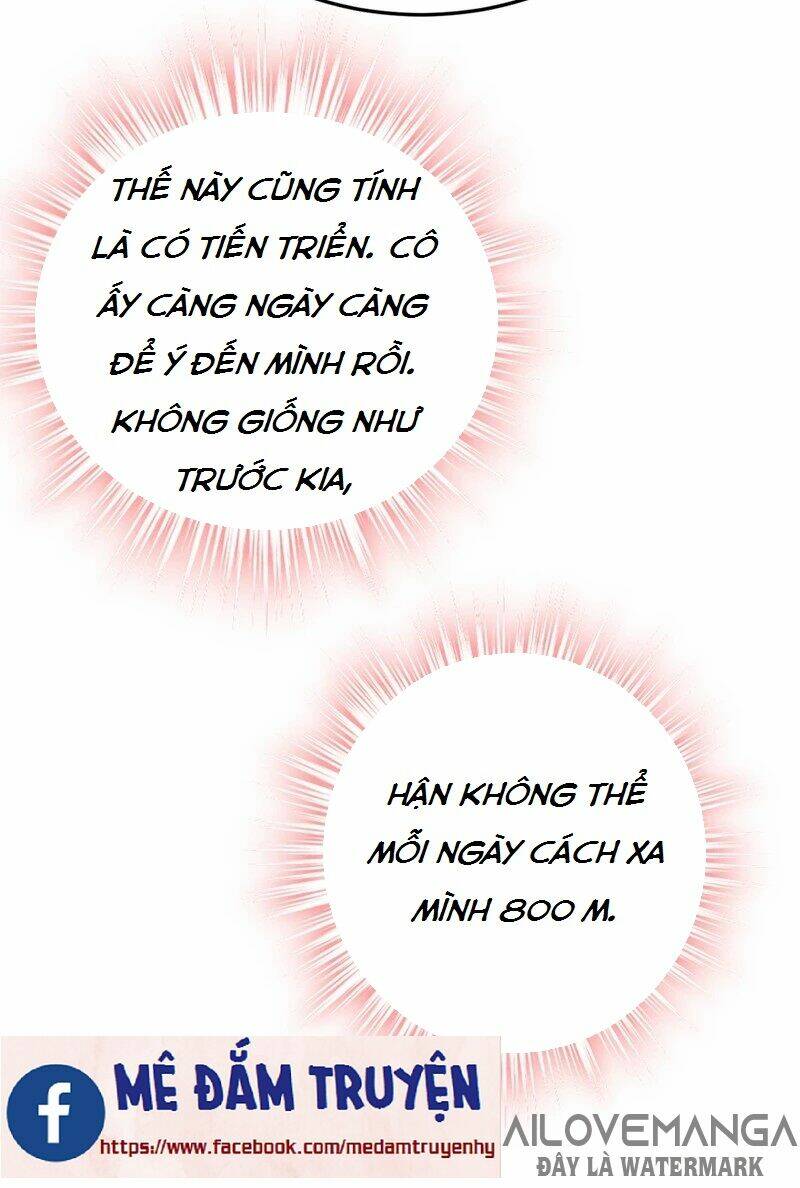 THẾ NÀY CŨNG TÍNH
LÀ CÓ TIẾN TRIỂN. CÔ
ẤY CÀNG NGÀY CÀNG
ĐỂ Ý ĐẾN MÌNH RỒI.
KHÔNG GIỐNG NHƯ
TRƯỚC KIA,
HẬN KHÔNG THỂ
MỖI NGÀY CÁCH XA
MÌNH 800 M.
f MÊ ĐẮM TRUYỆN
https://www.facebook.com/medamtruyenhy
AILOVEMANGA
ĐÂY LÀ WATERMARK